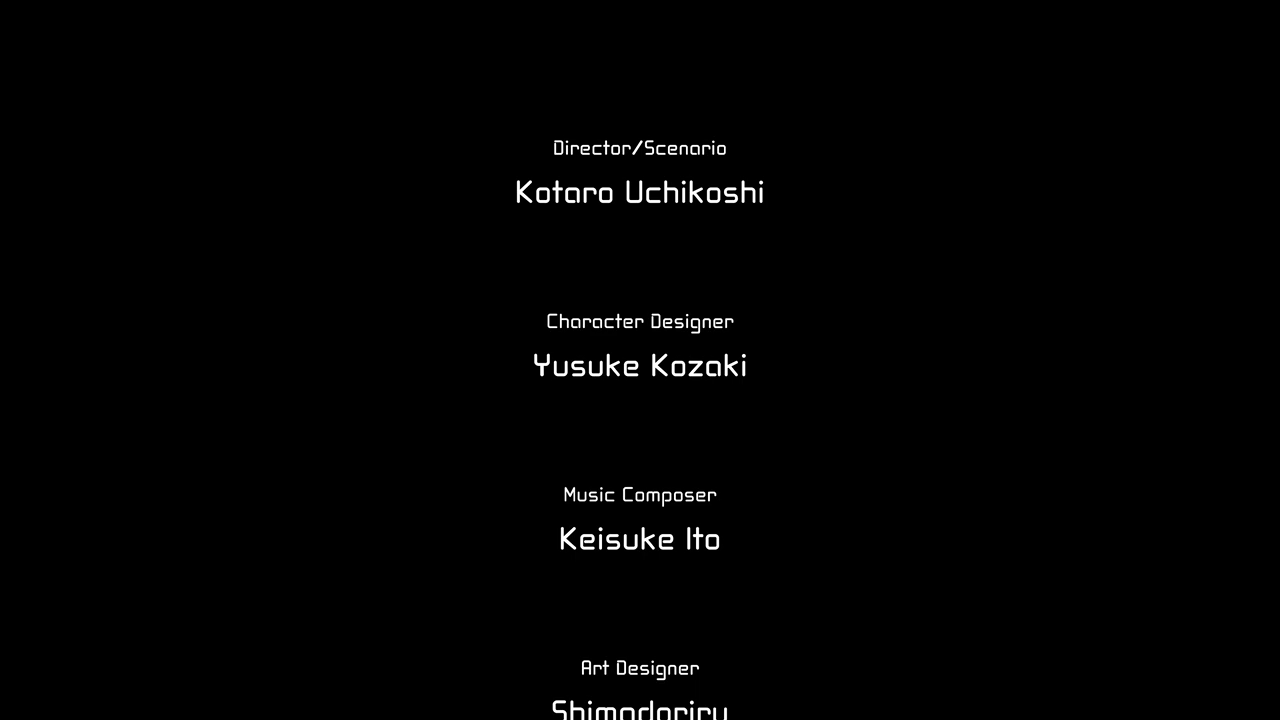 Director/Scenario
Kotaro Uchikoshi
Character Designer
Yusuke Kozaki
Music Composer
Keisuke Ito
Art Designer